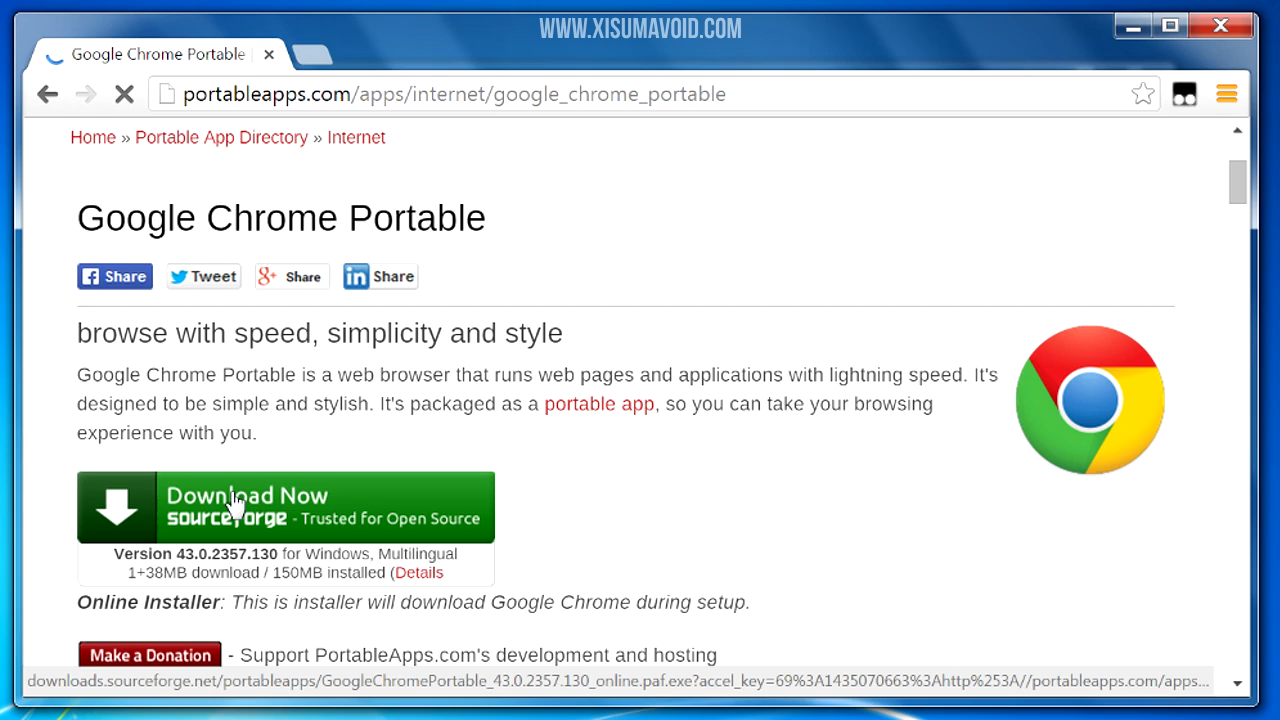 WWW.XISUMAVOID.COM
Google Chrome Portable
portableapps.com/apps/internet/google_chrome_portable
Home » Portable App Directory » Internet
Google Chrome Portable
Share Tweet Share Share
browse with speed, simplicity and style
Google Chrome Portable is a web browser that runs web pages and applications with lightning speed. It's
designed to be simple and stylish. It's packaged as a portable app, so you can take your browsing
experience with you.
Download Now
sourceforge - Trusted for Open Source
Version 43.0.2357.130 for Windows, Multilingual
1+38MB download / 150MB installed (Details
Online Installer: This is installer will download Google Chrome during setup.
Make a Donation - Support PortableApps.com's development and hosting
downloads.sourceforge.net/portableapps/GoogleChromePortable_43.0.2357.130_online.paf.exe?accel_key=69%3A1435070663%3Ahttp%253A//portableapps.com/apps...